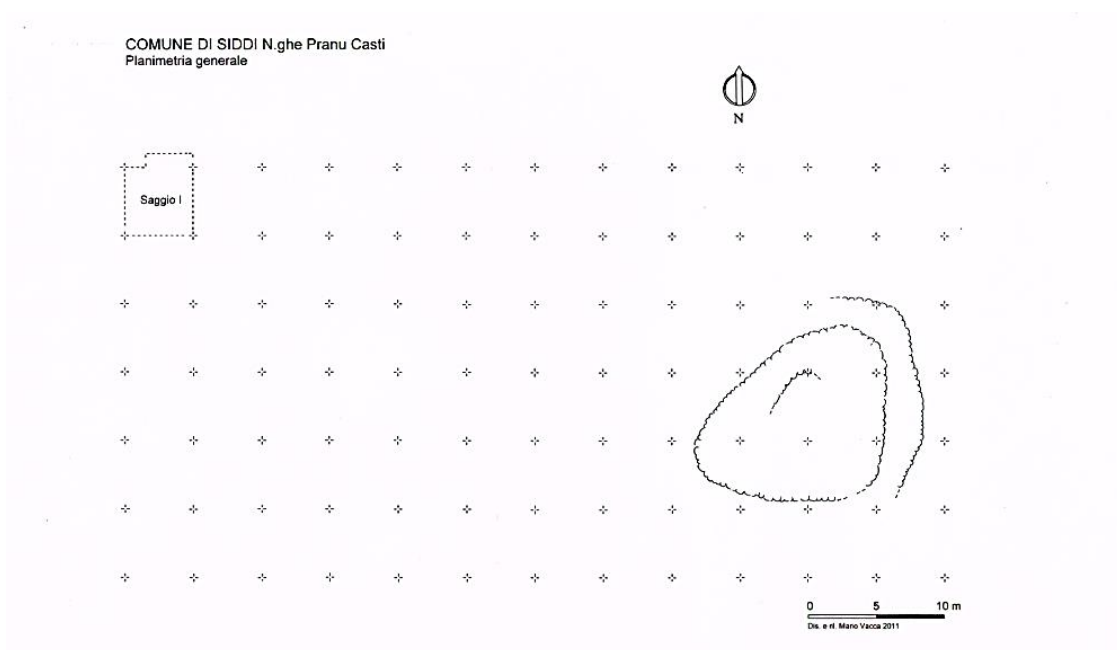 COMUNE DI SIDDI N.ghe Pranu Casti
Planimetria generale
N
Saggio I
0 5 10 m
Dis. e ril. Mario Vacca 2011